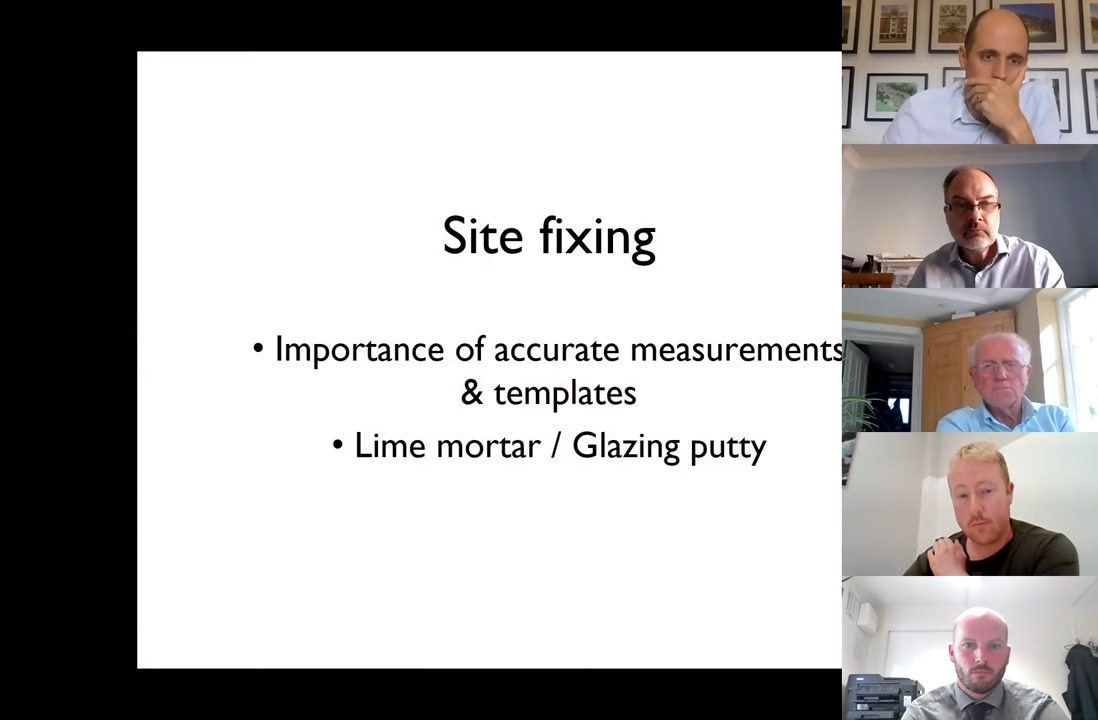 Site fixing
• Importance of accurate measurements
& templates
• Lime mortar / Glazing putty